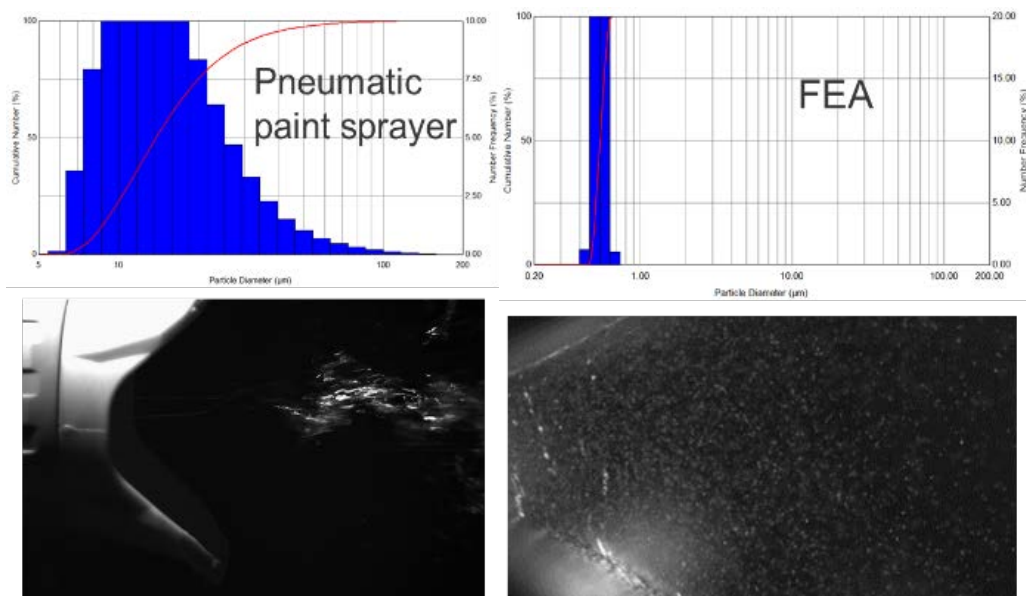 100
50
0
Cumulative Number (%)
5
10
100
200
Particle Diameter (µm)
10.00
7.50
5.00
2.50
0.00
Number Frequency (%)
Pneumatic
paint sprayer
100
50
0
Cumulative Number (%)
0.20
1.00
10.00
100.00
200.00
Particle Diameter (µm)
20.00
15.00
10.00
5.00
0.00
Number Frequency (%)
FEA